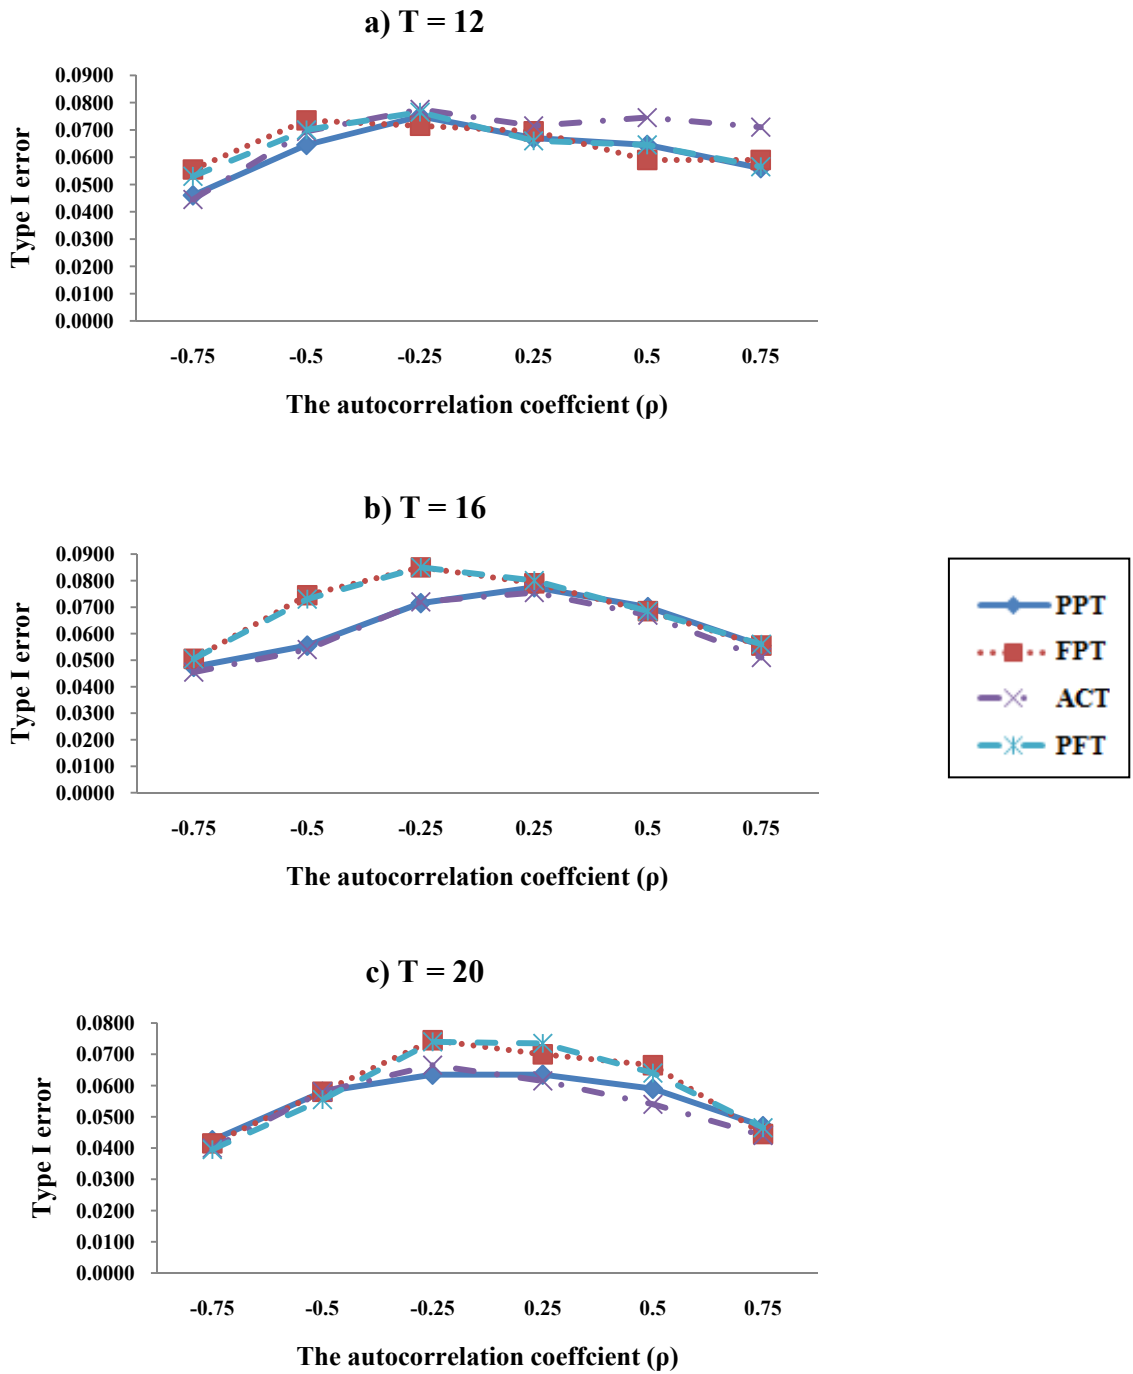 a) T = 12
0.0900
0.0800
0.0700
0.0600
0.0500
0.0400
0.0300
0.0200
0.0100
0.0000
Type I error
-0.75 -0.5 -0.25 0.25 0.5 0.75
The autocorrelation coeffcient (ρ)
b) T = 16
0.0900
0.0800
0.0700
0.0600
0.0500
0.0400
0.0300
0.0200
0.0100
0.0000
Type I error
-0.75 -0.5 -0.25 0.25 0.5 0.75
The autocorrelation coeffcient (ρ)
PPT
FPT
ACT
PFT
c) T = 20
0.0800
0.0700
0.0600
0.0500
0.0400
0.0300
0.0200
0.0100
0.0000
Type I error
-0.75 -0.5 -0.25 0.25 0.5 0.75
The autocorrelation coeffcient (ρ)